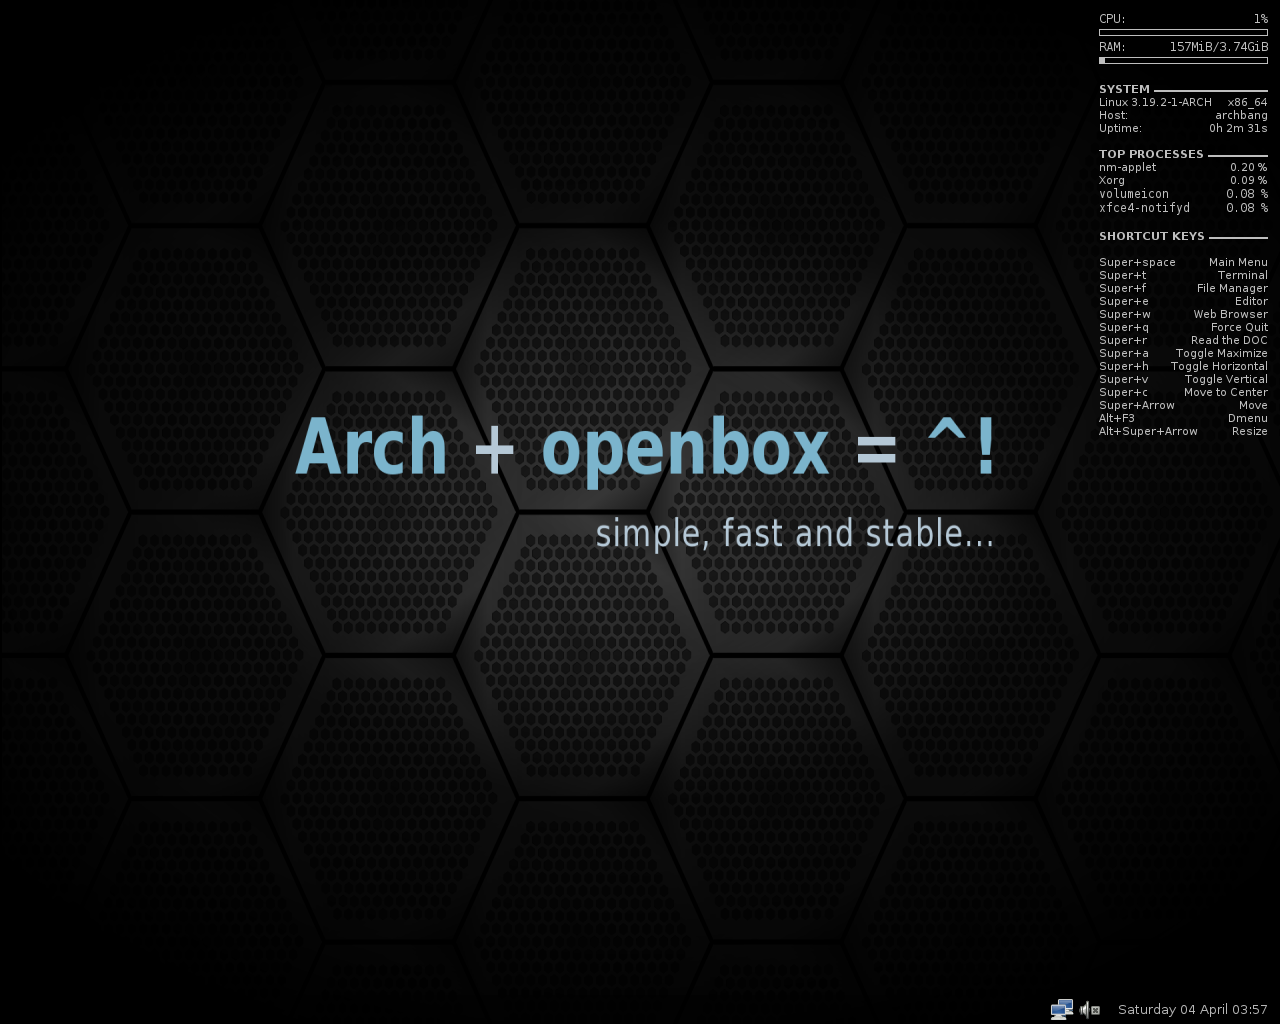 CPU: 1%
RAM: 157MiB/3.74GiB
SYSTEM
Linux 3.19.2-1-ARCH x86_64
Host: archbang
Uptime: 0h 2m 31s
TOP PROCESSES
nm-applet 0.20 %
Xorg 0.09 %
volumeicon 0.08 %
xfce4-notifyd 0.08 %
SHORTCUT KEYS
Super+space Main Menu
Super+t Terminal
Super+f File Manager
Super+e Editor
Super+w Web Browser
Super+q Force Quit
Super+r Read the DOC
Super+a Toggle Maximize
Super+h Toggle Horizontal
Super+v Toggle Vertical
Super+c Move to Center
Super+Arrow Move
Alt+F3 Dmenu
Alt+Super+Arrow Resize
Arch + openbox = ^!
simple, fast and stable...
Saturday 04 April 03:57